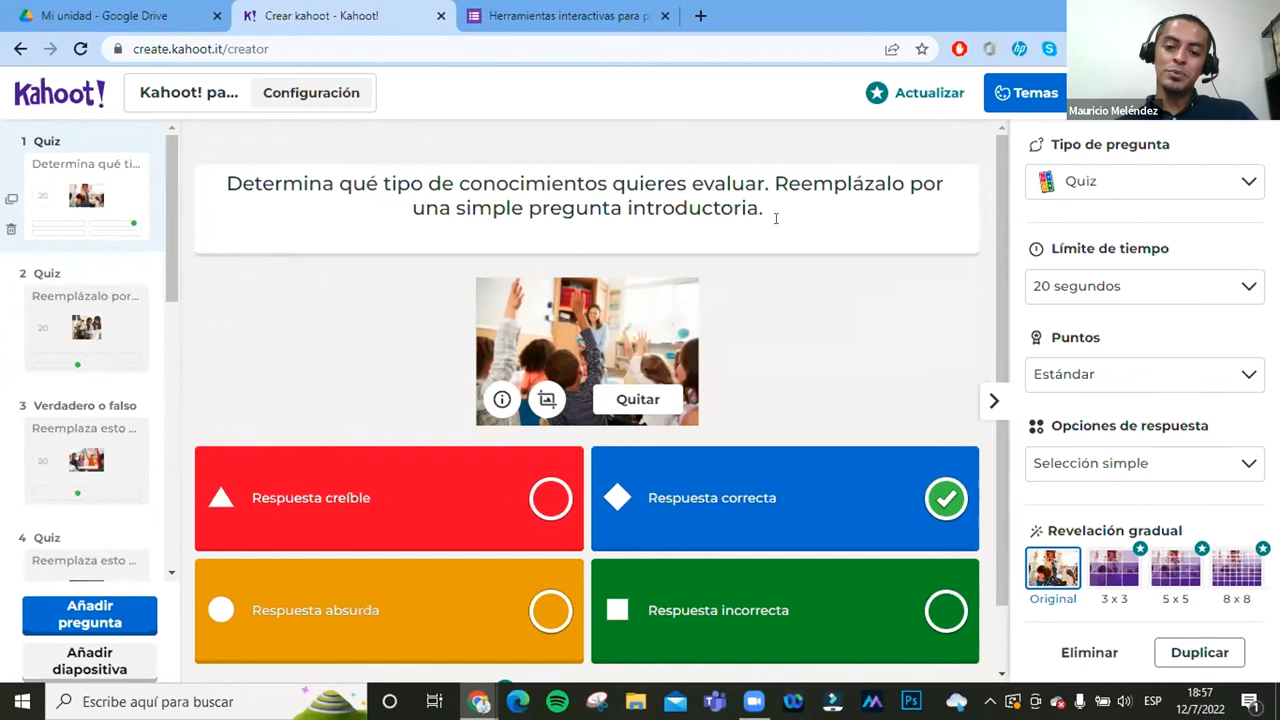 Mi unidad - Google Drive
Crear kahoot - Kahoot!
Herramientas interactivas para p
create.kahoot.it/creator
Mauricio Meléndez
Kahoot!
Kahoot! pa...
Configuración
Actualizar
Temas
1 Quiz
Determina qué ti...
20
2 Quiz
Reemplázalo por...
20
3 Verdadero o falso
Reemplaza esto ...
20
4 Quiz
Reemplaza esto ...
Añadir
pregunta
Añadir
diapositiva
Determina qué tipo de conocimientos quieres evaluar. Reemplázalo por
una simple pregunta introductoria.
Quitar
Respuesta creíble
Respuesta correcta
Respuesta absurda
Respuesta incorrecta
Tipo de pregunta
Quiz
Límite de tiempo
20 segundos
Puntos
Estándar
Opciones de respuesta
Selección simple
Revelación gradual
Original
3 x 3
5 x 5
8 x 8
Eliminar
Duplicar
Escribe aquí para buscar
ESP
18:57
12/7/2022